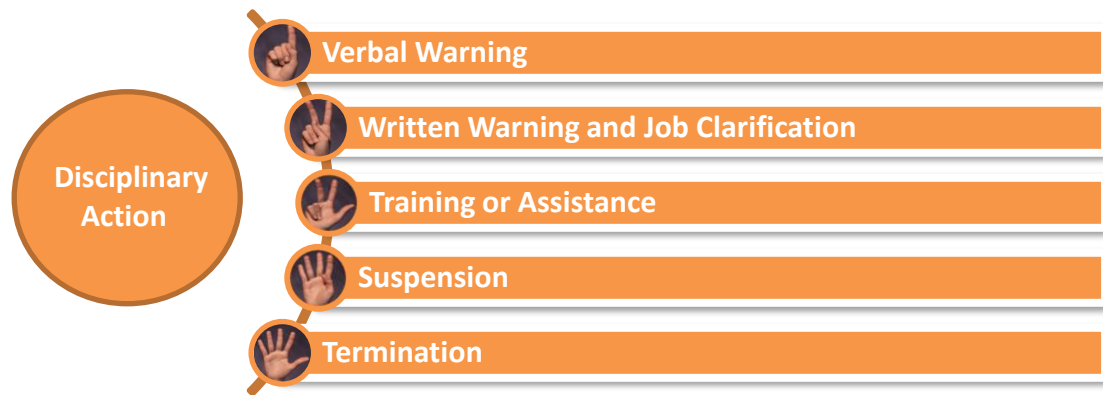 Disciplinary
Action
Verbal Warning
Written Warning and Job Clarification
Training or Assistance
Suspension
Termination